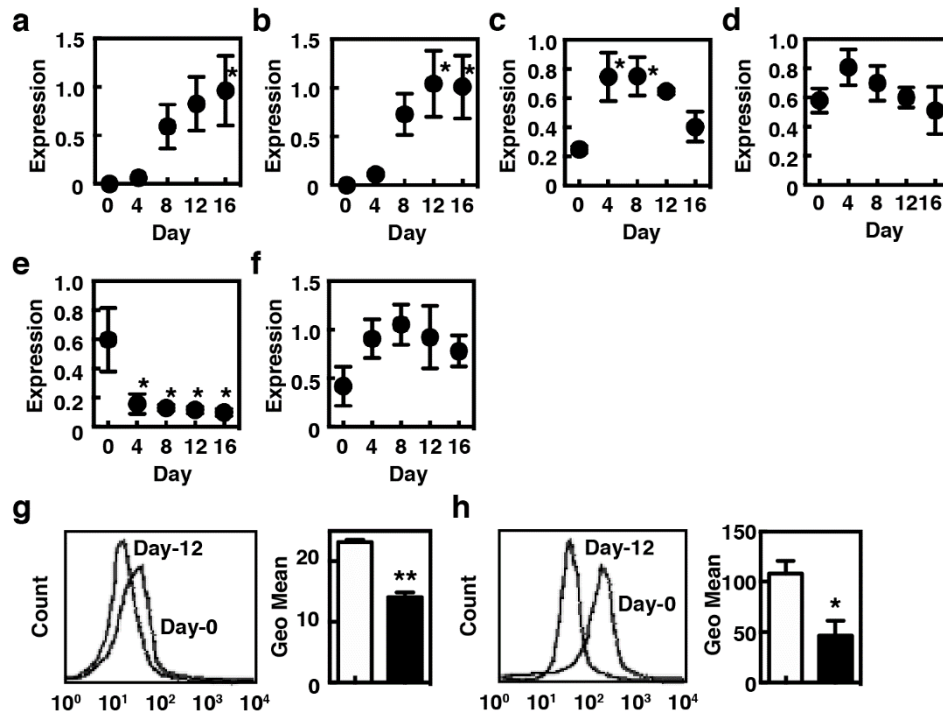 a
b
c
d
1.5
1.0
0.5
0
Expression
*
0 4 8 12 16
Day
1.5
1.0
0.5
0
Expression
* *
0 4 8 12 16
Day
1.0
0.8
0.6
0.4
0.2
Expression
* *
0 4 8 12 16
Day
1.0
0.8
0.6
0.4
0.2
0
Expression
0 4 8 1216
Day
e
f
1.0
0.8
0.6
0.4
0.2
0
Expression
* * * *
0 4 8 12 16
Day
1.5
1.0
0.5
0
Expression
0 4 8 12 16
Day
g
h
Count
Day-12
Day-0
10⁰ 10¹ 10² 10³ 10⁴
Geo Mean
20
10
0
**
Count
Day-12
Day-0
10⁰ 10¹ 10² 10³ 10⁴
Geo Mean
150
100
50
0
*